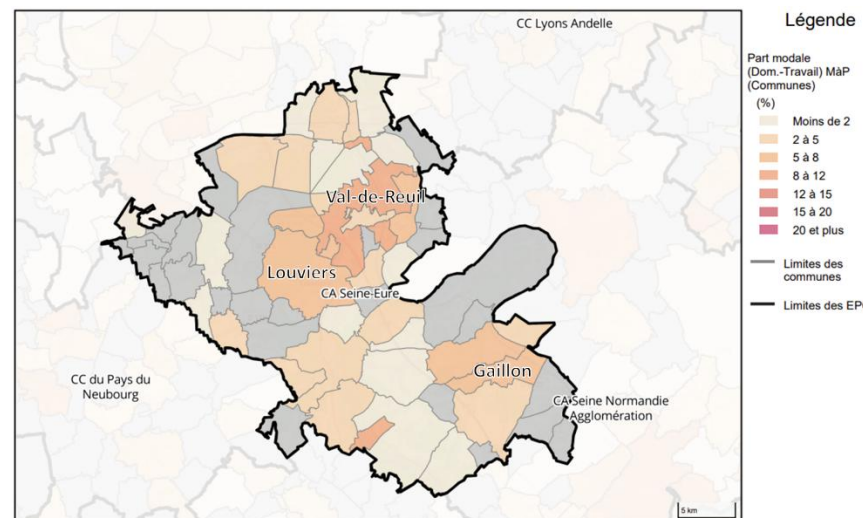 CC Lyons Andelle
Val-de-Reuil
Louviers
CA Seine-Eure
Gaillon
CC du Pays du
Neubourg
CA Seine Normandie
Agglomération
5 km
Légende
Part modale
(Dom.-Travail) MàP
(Communes)
(%)
Moins de 2
2 à 5
5 à 8
8 à 12
12 à 15
15 à 20
20 et plus
Limites des
communes
Limites des EP